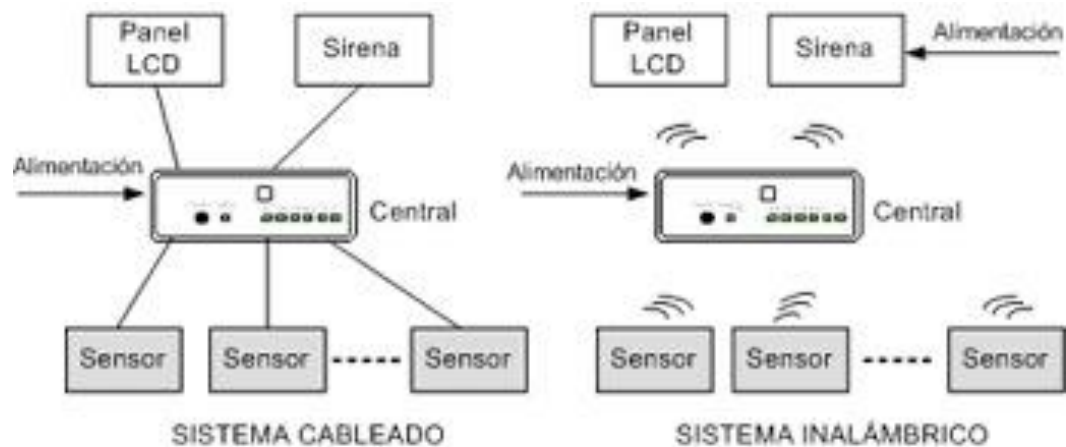 Panel
LCD
Sirena
Alimentación
Central
Sensor
Sensor
Sensor
SISTEMA CABLEADO
Panel
LCD
Sirena
Alimentación
Alimentación
Central
Sensor
Sensor
Sensor
SISTEMA INALÁMBRICO